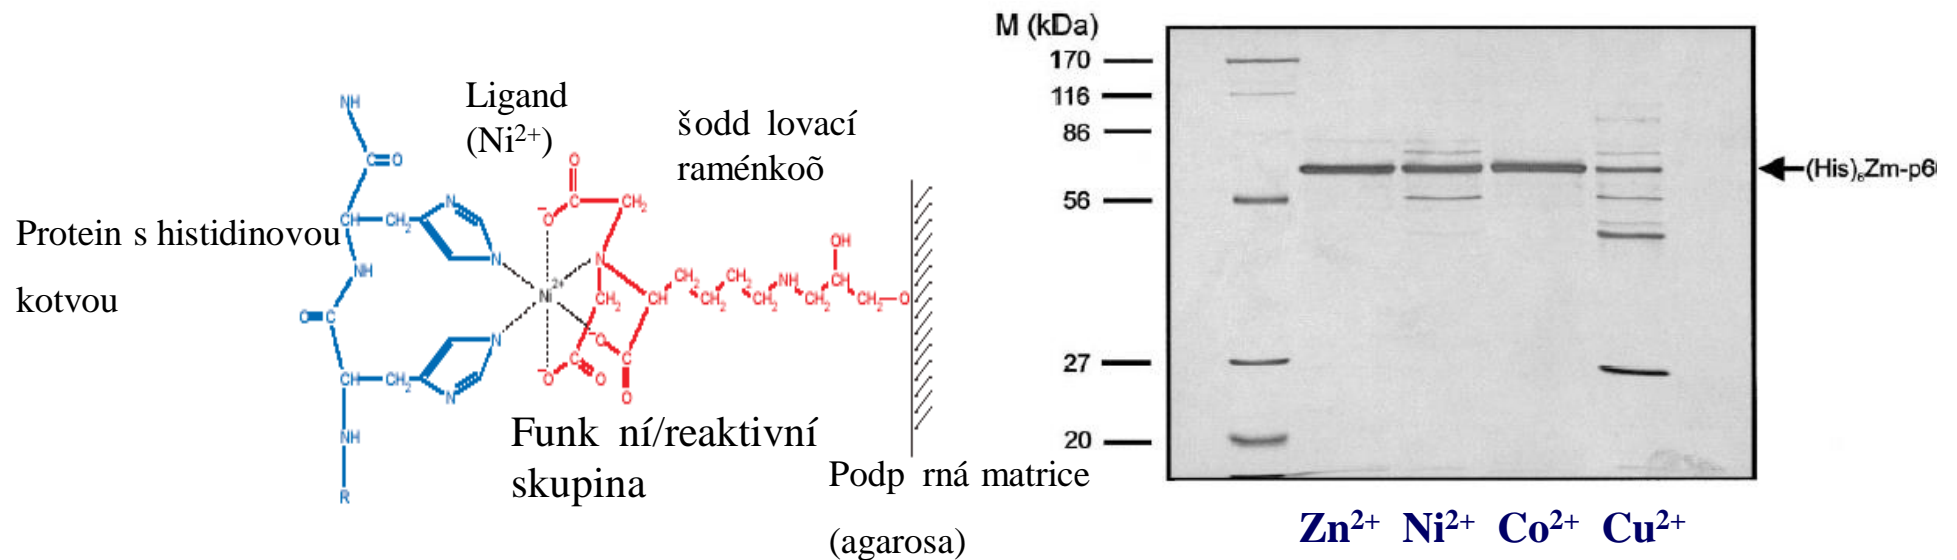 Protein s histidinovou
kotvou
Ligand
(Ni²⁺)
šodd lovací
raménkoõ
Funk ní/reaktivní
skupina
Podp rná matrice
(agarosa)
NH
C=O
CH
CH₂
N
N
NH
O=C
CH
CH₂
N
N
NH
R
Ni²⁺
O
C
O⁻
CH₂
N
CH₂
CH
C
O⁻
O
O⁻
C
O
CH₂
CH₂
CH₂
CH₂
NH
CH₂
OH
CH
CH₂
O
M (kDa)
170
116
86
56
27
20
(His)₆Zm-p6
Zn²⁺ Ni²⁺ Co²⁺ Cu²⁺